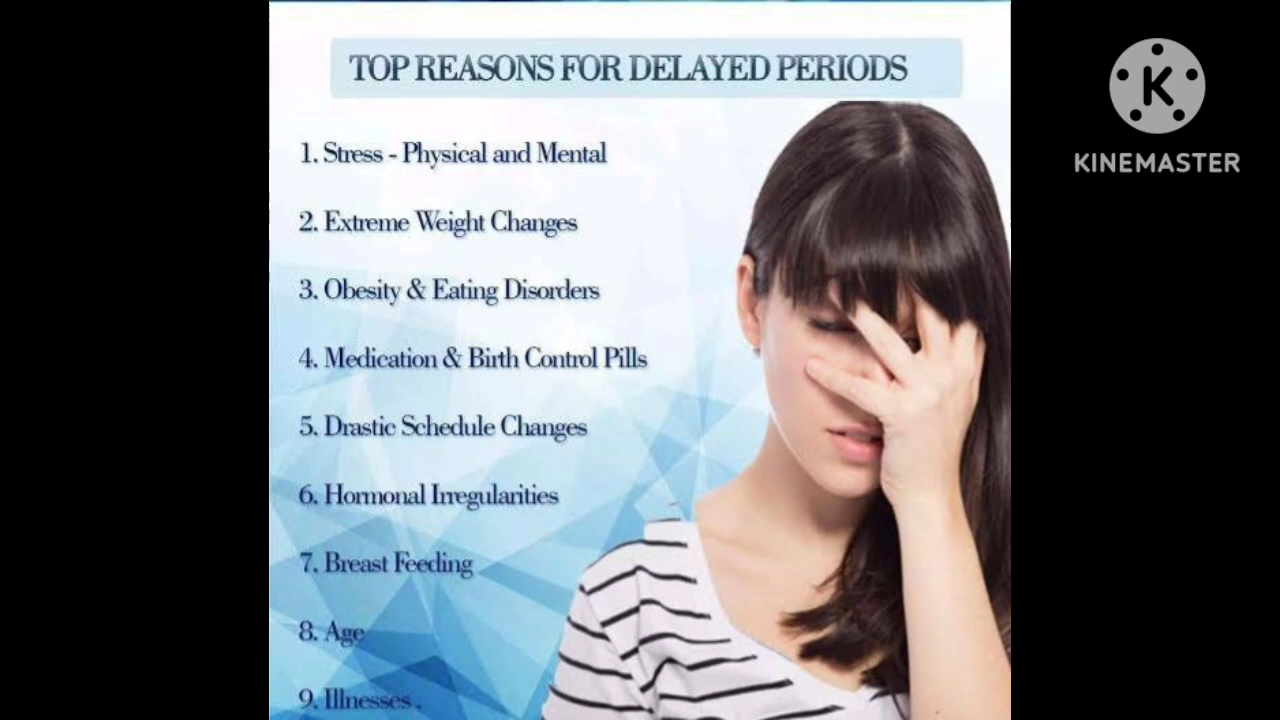 TOP REASONS FOR DELAYED PERIODS
1. Stress - Physical and Mental
2. Extreme Weight Changes
3. Obesity & Eating Disorders
4. Medication & Birth Control Pills
5. Drastic Schedule Changes
6. Hormonal Irregularities
7. Breast Feeding
8. Age
9. Illnesses .
K
KINEMASTER